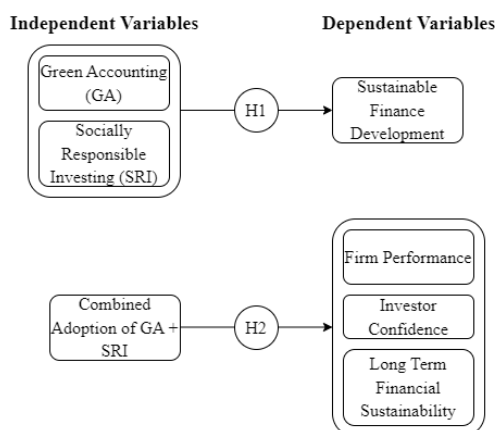 Independent Variables
Dependent Variables
Green Accounting
(GA)
Socially
Responsible
Investing (SRI)
H1
Sustainable
Finance
Development
Combined
Adoption of GA +
SRI
H2
Firm Performance
Investor
Confidence
Long Term
Financial
Sustainability